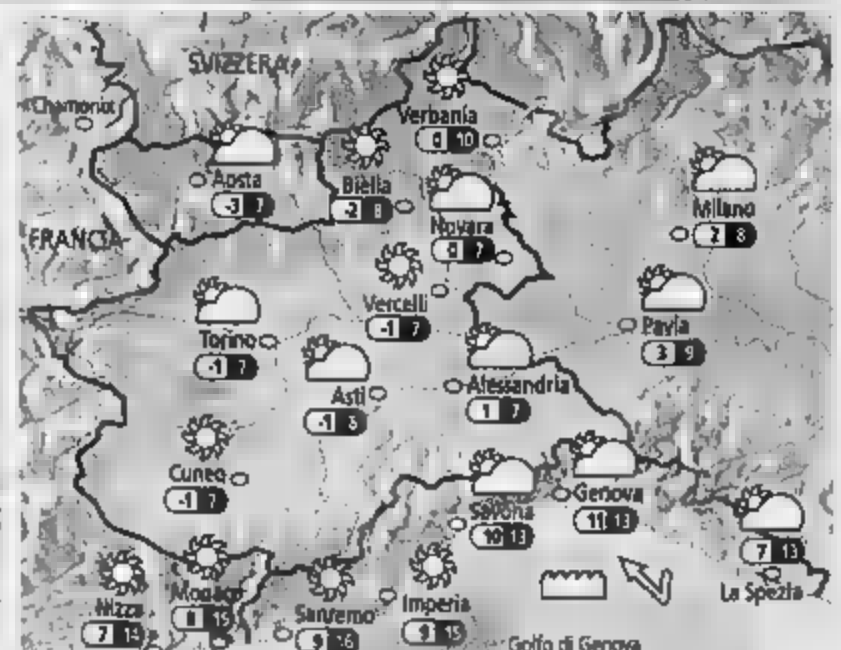 SVIZZERA
Chamonix
Verbania
0 10
Aosta
-3 7
Biella
-2 8
Milano
2 8
Novara
0 7
FRANCIA
Vercelli
-1 7
Torino
-1 7
Pavia
3 9
Asti
-1
Alessandria
1 7
Cuneo
-1 7
Savona
10 13
Genova
11 13
7 13
La Spezia
Nizza
7 14
Monaco
8 15
Sanremo
9 16
Imperia
9 15
Golfo di Genova